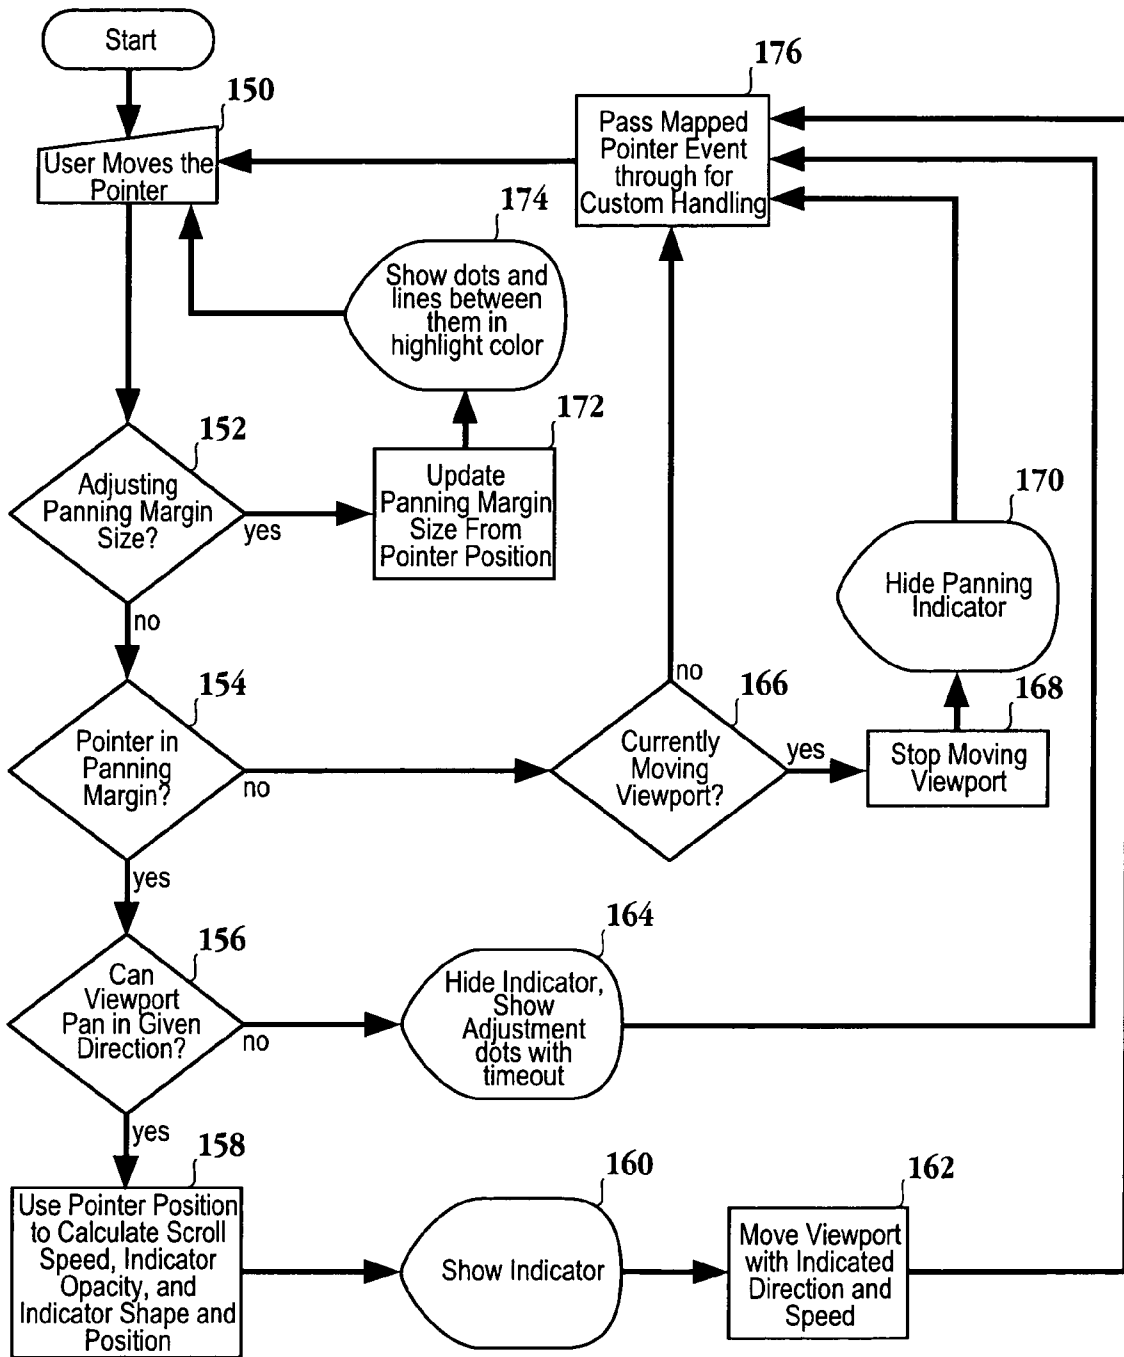 Start
150
User Moves the
Pointer
176
Pass Mapped
Pointer Event
through for
Custom Handling
174
Show dots and
lines between
them in
highlight color
152
Adjusting
Panning Margin
Size?
yes
no
172
Update
Panning Margin
Size From
Pointer Position
170
Hide Panning
Indicator
154
Pointer in
Panning
Margin?
no
yes
166
Currently
Moving
Viewport?
no
yes
168
Stop Moving
Viewport
156
Can
Viewport
Pan in Given
Direction?
no
yes
164
Hide Indicator,
Show
Adjustment
dots with
timeout
158
Use Pointer Position
to Calculate Scroll
Speed, Indicator
Opacity, and
Indicator Shape and
Position
160
Show Indicator
162
Move Viewport
with Indicated
Direction and
Speed